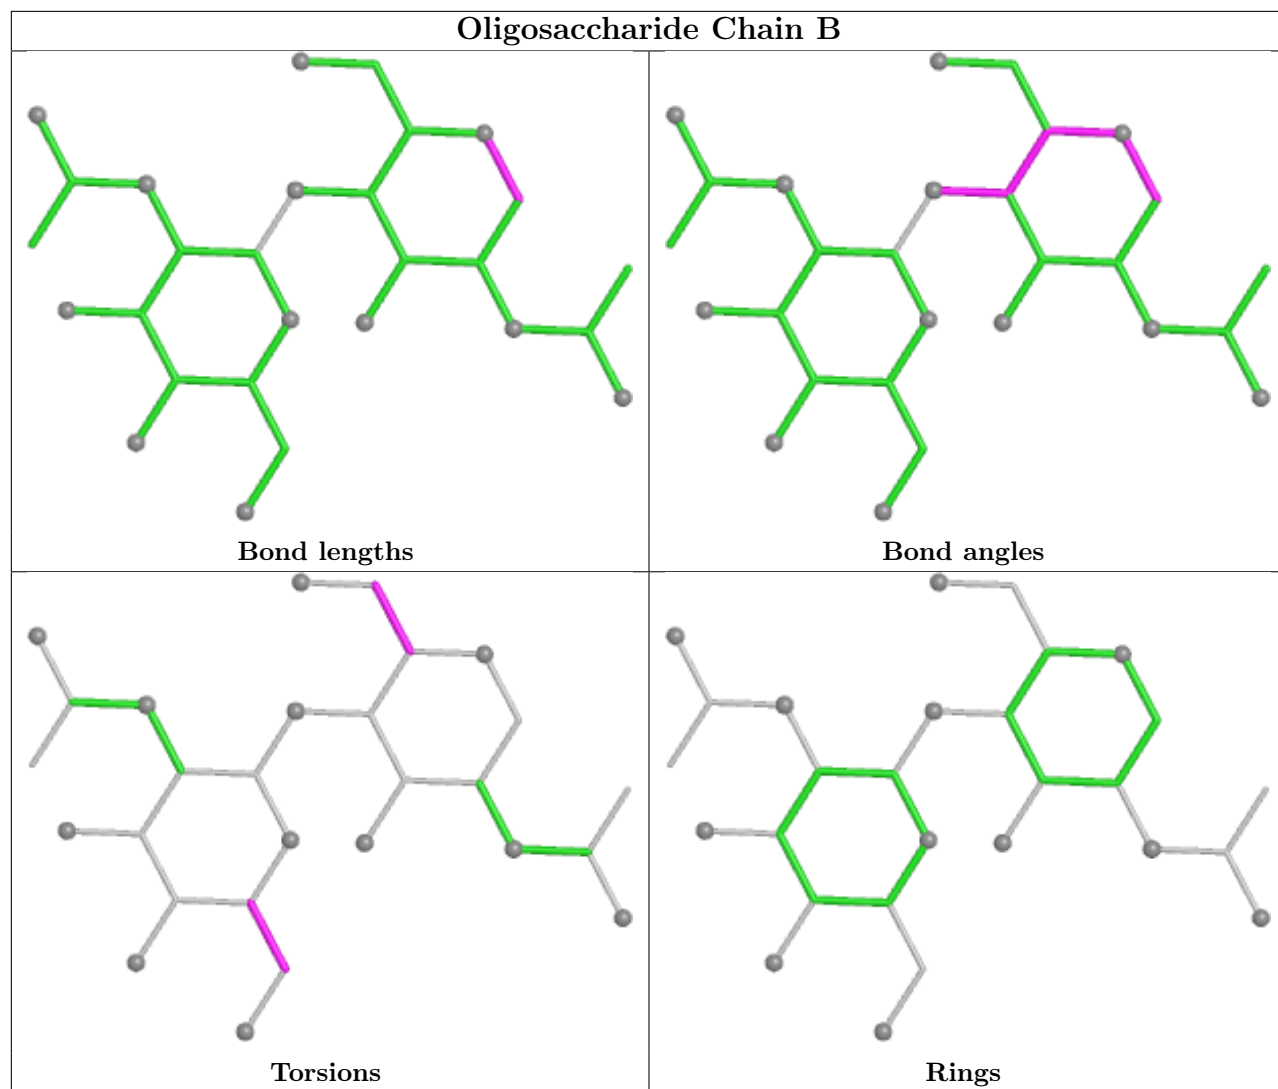 Oligosaccharide Chain B
Bond lengths
Bond angles
Torsions
Rings